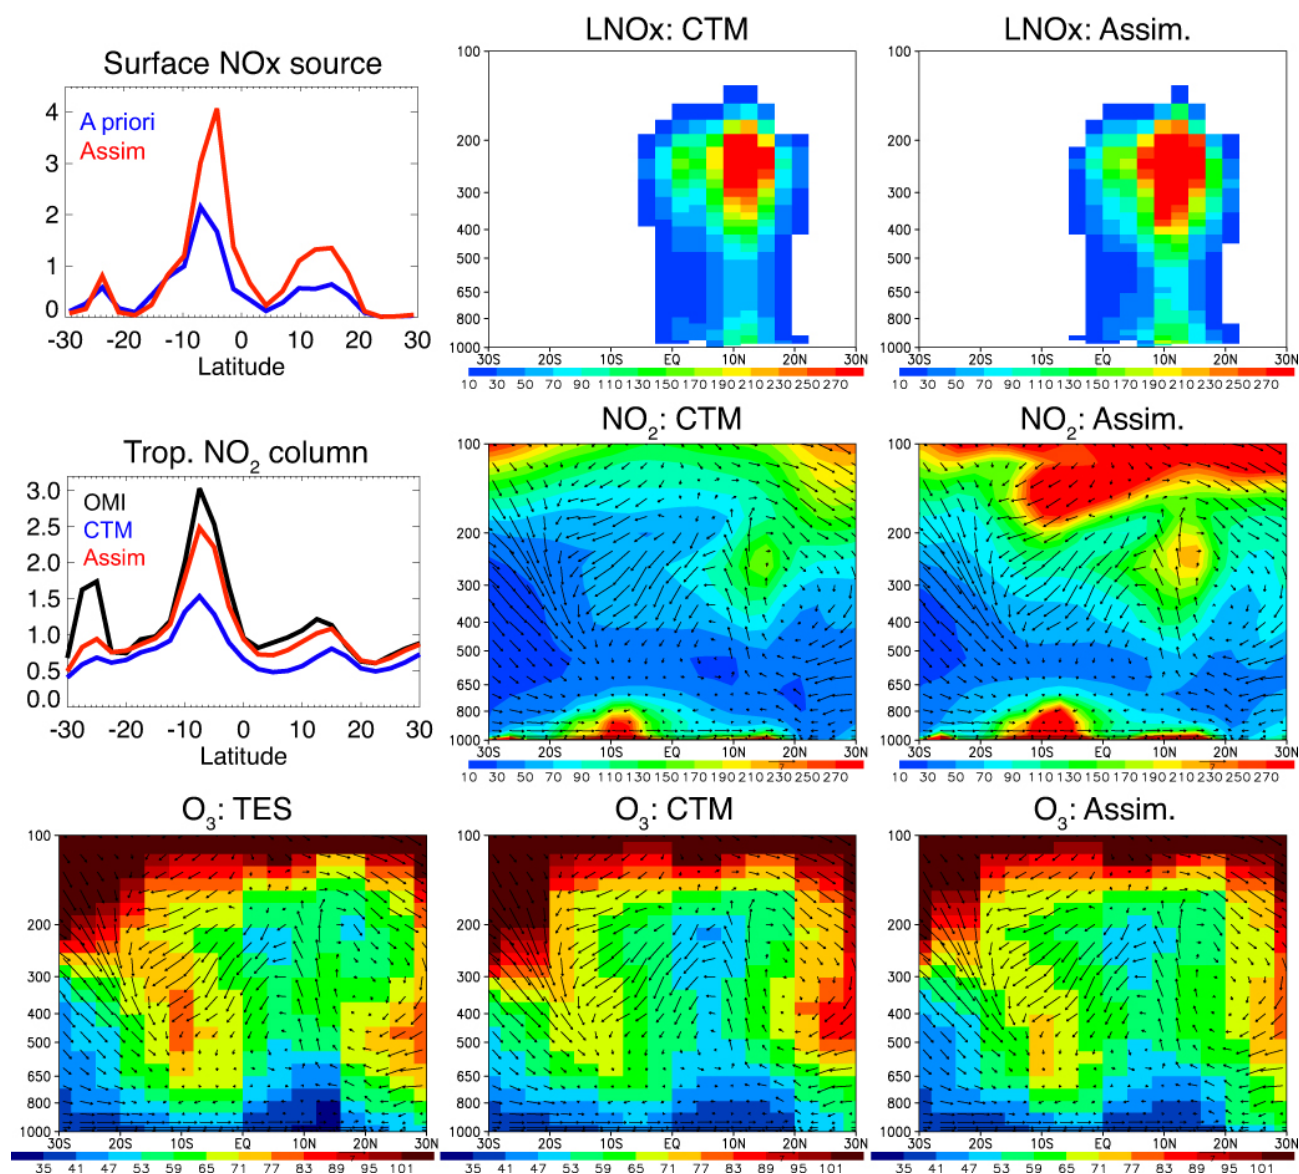 LNOx: CTM
LNOx: Assim.
Surface NOx source
A priori
Assim
4
3
2
1
0
-30 -20 -10 0 10 20 30
Latitude
100
200
300
400
500
650
800
1000
30S 20S 10S EQ 10N 20N 30N
10 30 50 70 90 110 130 150 170 190 210 230 250 270
100
200
300
400
500
650
800
1000
30S 20S 10S EQ 10N 20N 30N
10 30 50 70 90 110 130 150 170 190 210 230 250 270
Trop. NO2 column
OMI
CTM
Assim
3.0
2.5
2.0
1.5
1.0
0.5
0.0
-30 -20 -10 0 10 20 30
Latitude
NO2: CTM
100
200
300
400
500
650
800
1000
30S 20S 10S EQ 10N 20N 30N
10 30 50 70 90 110 130 150 170 190 210 230 250 270
NO2: Assim.
100
200
300
400
500
650
800
1000
30S 20S 10S EQ 10N 20N 30N
10 30 50 70 90 110 130 150 170 190 210 230 250 270
O3: TES
100
200
300
400
500
650
800
1000
30S 20S 10S EQ 10N 20N 30N
35 41 47 53 59 65 71 77 83 89 95 101
O3: CTM
100
200
300
400
500
650
800
1000
30S 20S 10S EQ 10N 20N 30N
35 41 47 53 59 65 71 77 83 89 95 101
O3: Assim.
100
200
300
400
500
650
800
1000
30S 20S 10S EQ 10N 20N 30N
35 41 47 53 59 65 71 77 83 89 95 101